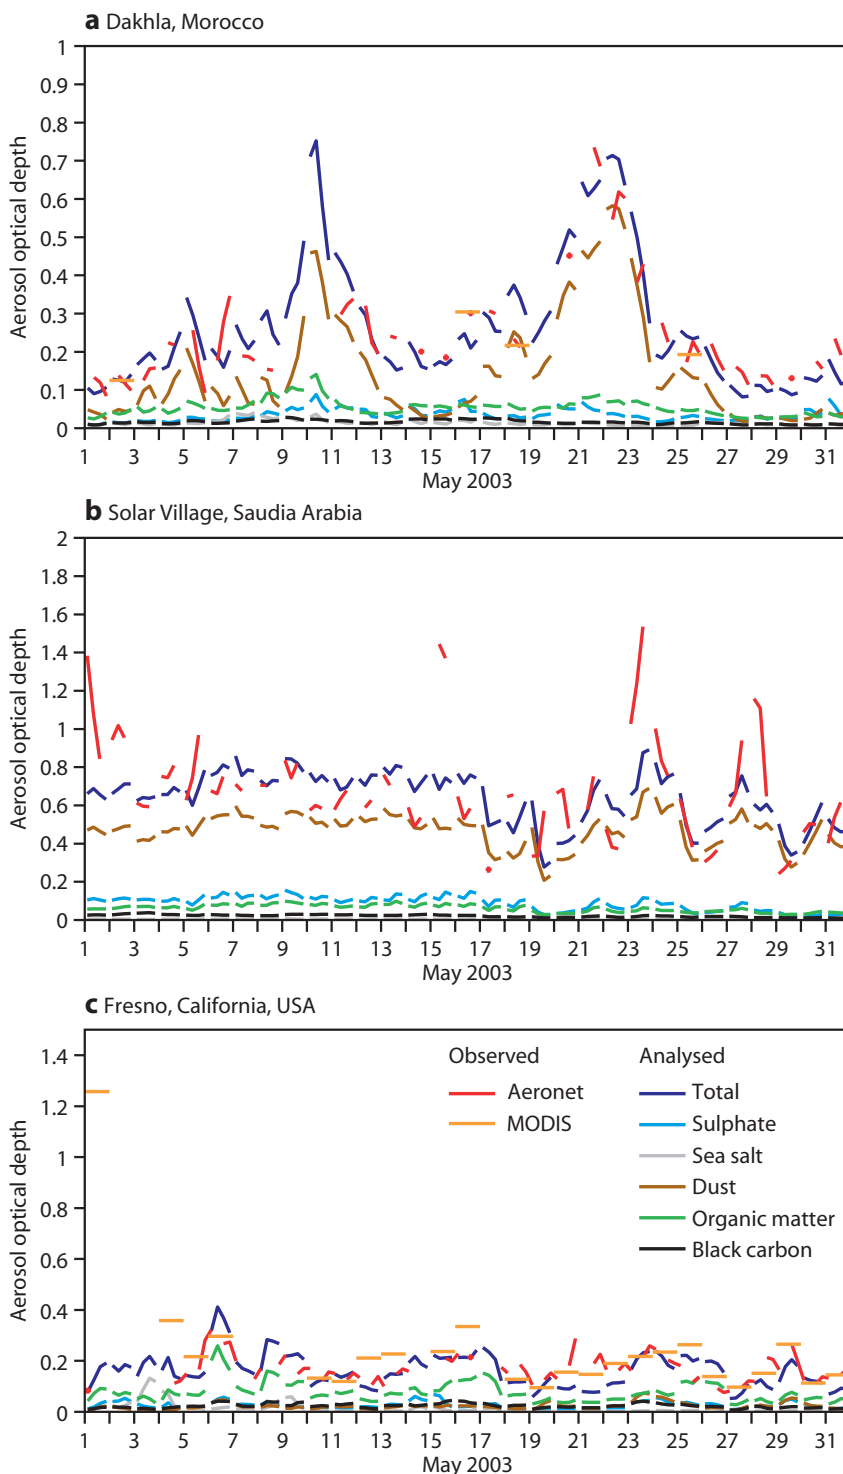 a Dakhla, Morocco
1
0.9
0.8
0.7
0.6
0.5
0.4
0.3
0.2
0.1
0
Aerosol optical depth
1 3 5 7 9 11 13 15 17 19 21 23 25 27 29 31
May 2003
b Solar Village, Saudia Arabia
2
1.8
1.6
1.4
1.2
1
0.8
0.6
0.4
0.2
0
Aerosol optical depth
1 3 5 7 9 11 13 15 17 19 21 23 25 27 29 31
May 2003
c Fresno, California, USA
1.4
1.2
1
0.8
0.6
0.4
0.2
0
Aerosol optical depth
Observed
Aeronet
MODIS
Analysed
Total
Sulphate
Sea salt
Dust
Organic matter
Black carbon
1 3 5 7 9 11 13 15 17 19 21 23 25 27 29 31
May 2003